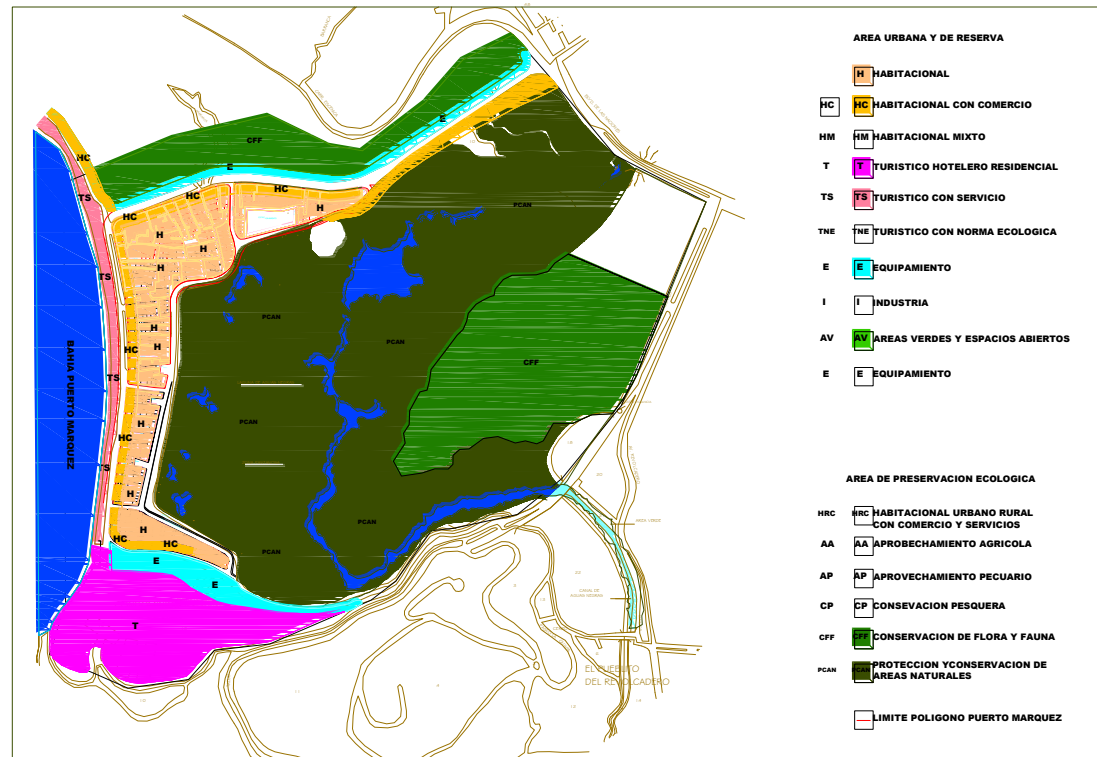 AREA URBANA Y DE RESERVA
H HABITACIONAL
HC HC HABITACIONAL CON COMERCIO
HM HM HABITACIONAL MIXTO
T T TURISTICO HOTELERO RESIDENCIAL
TS TS TURISTICO CON SERVICIO
TNE TNE TURISTICO CON NORMA ECOLOGICA
E E EQUIPAMIENTO
I I INDUSTRIA
AV AV AREAS VERDES Y ESPACIOS ABIERTOS
E E EQUIPAMIENTO
AREA DE PRESERVACION ECOLOGICA
HRC HRC HABITACIONAL URBANO RURAL
CON COMERCIO Y SERVICIOS
AA AA APROBECHAMIENTO AGRICOLA
AP AP APROVECHAMIENTO PECUARIO
CP CP CONSEVACION PESQUERA
CFF CFF CONSERVACION DE FLORA Y FAUNA
PCAN PCAN PROTECCION YCONSERVACION DE
AREAS NATURALES
LIMITE POLIGONO PUERTO MARQUEZ
E
CFF
HC
E
TS
HC
HC
HC
H
PCAN
H
H
H
TS
PCAN
H
PCAN
H
HC
BAHIA PUERTO MARQUEZ
CFF
TS
PCAN
H
HC
TS
H
PCAN
H
HC
HC
PCAN
E
E
T
EL PUEBLITO
DEL REVOLCADERO